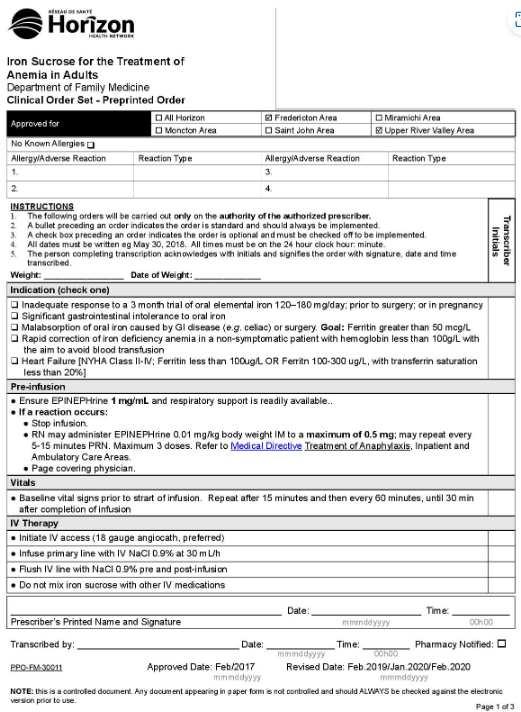 RÉSEAU DE SANTÉ
Horizon
HEALTH NETWORK
Iron Sucrose for the Treatment of
Anemia in Adults
Department of Family Medicine
Clinical Order Set - Preprinted Order
Approved for
☐ All Horizon ☑ Fredericton Area ☐ Miramichi Area
☐ Moncton Area ☐ Saint John Area ☑ Upper River Valley Area
No Known Allergies ☐
Allergy/Adverse Reaction Reaction Type Allergy/Adverse Reaction Reaction Type
1. 3.
2. 4.
INSTRUCTIONS
1. The following orders will be carried out only on the authority of the authorized prescriber.
2. A bullet preceding an order indicates the order is standard and should always be implemented.
3. A check box preceding an order indicates the order is optional and must be checked off to be implemented.
4. All dates must be written eg May 30, 2018. All times must be on the 24 hour clock hour: minute.
5. The person completing transcription acknowledges with initials and signifies the order with signature, date and time
transcribed.
Transcriber
Initials
Weight: ________________ Date of Weight: ______________
Indication (check one)
☐ Inadequate response to a 3 month trial of oral elemental iron 120–180 mg/day; prior to surgery; or in pregnancy
☐ Significant gastrointestinal intolerance to oral iron
☐ Malabsorption of oral iron caused by GI disease (e.g. celiac) or surgery. Goal: Ferritin greater than 50 mcg/L
☐ Rapid correction of iron deficiency anemia in a non-symptomatic patient with hemoglobin less than 100g/L with
the aim to avoid blood transfusion
☐ Heart Failure [NYHA Class II-IV; Ferritin less than 100ug/L OR Ferritn 100-300 ug/L, with transferrin saturation
less than 20%]
Pre-infusion
● Ensure EPINEPHrine 1 mg/mL and respiratory support is readily available..
● If a reaction occurs:
● Stop infusion.
● RN may administer EPINEPHrine 0.01 mg/kg body weight IM to a maximum of 0.5 mg; may repeat every
5-15 minutes PRN. Maximum 3 doses. Refer to Medical Directive Treatment of Anaphylaxis, Inpatient and
Ambulatory Care Areas.
● Page covering physician.
Vitals
● Baseline vital signs prior to strart of infusion. Repeat after 15 minutes and then every 60 minutes, until 30 min
after completion of infusion
IV Therapy
● Initiate IV access (18 gauge angiocath, preferred)
● Infuse primary line with IV NaCl 0.9% at 30 mL/h
● Flush IV line with NaCl 0.9% pre and post-infusion
● Do not mix iron sucrose with other IV medications
________________ Date: ________________ Time: __________
Prescriber's Printed Name and Signature mmmddyyyy 00h00
Transcribed by: ________________ Date: __________ Time: __________ Pharmacy Notified: ☐
mmmddyyyy 00h00
PPO-FM-30011 Approved Date: Feb/2017 Revised Date: Feb.2019/Jan.2020/Feb.2020
mmmddyyyy mmmddyyyy
NOTE: this is a controlled document. Any document appearing in paper form is not controlled and should ALWAYS be checked against the electronic
version prior to use.
Page 1 of 3